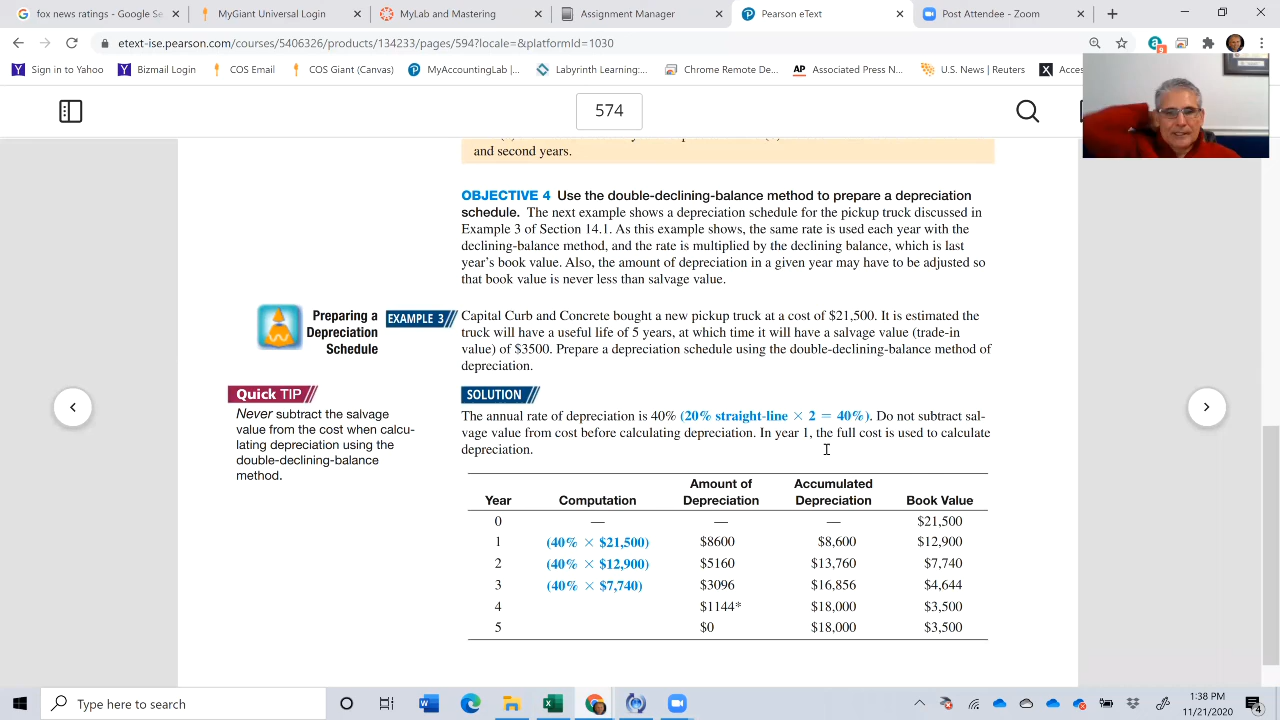 google news ratings - Google Se
MyGiant Universal Login
MyLab and Mastering
Assignment Manager
Pearson eText
Post Attendee - Zoom
etext-ise.pearson.com/courses/5406326/products/134233/pages/594?locale=&platformId=1030
Sign in to Yahoo
Bizmail Login
COS Email
COS Giant (Canvas)
MyAccountingLab |...
Labyrinth Learning:...
Chrome Remote De...
AP Associated Press N...
U.S. News | Reuters
Acces
574
and second years.
OBJECTIVE 4 Use the double-declining-balance method to prepare a depreciation
schedule. The next example shows a depreciation schedule for the pickup truck discussed in
Example 3 of Section 14.1. As this example shows, the same rate is used each year with the
declining-balance method, and the rate is multiplied by the declining balance, which is last
year's book value. Also, the amount of depreciation in a given year may have to be adjusted so
that book value is never less than salvage value.
Preparing a
Depreciation
Schedule
EXAMPLE 3
Capital Curb and Concrete bought a new pickup truck at a cost of $21,500. It is estimated the
truck will have a useful life of 5 years, at which time it will have a salvage value (trade-in
value) of $3500. Prepare a depreciation schedule using the double-declining-balance method of
depreciation.
Quick TIP
Never subtract the salvage
value from the cost when calcu-
lating depreciation using the
double-declining-balance
method.
SOLUTION
The annual rate of depreciation is 40% (20% straight-line × 2 = 40%). Do not subtract sal-
vage value from cost before calculating depreciation. In year 1, the full cost is used to calculate
depreciation.
Year Computation Amount of Depreciation Accumulated Depreciation Book Value
0 — — — $21,500
1 (40% × $21,500) $8600 $8,600 $12,900
2 (40% × $12,900) $5160 $13,760 $7,740
3 (40% × $7,740) $3096 $16,856 $4,644
4 $1144* $18,000 $3,500
5 $0 $18,000 $3,500
Type here to search
1:38 PM
11/21/2020